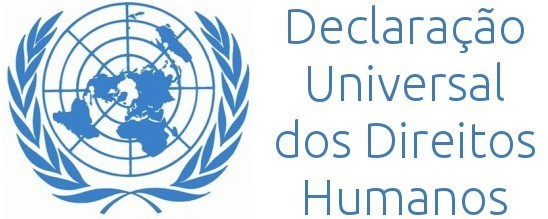 Declaração
Universal
dos Direitos
Humanos